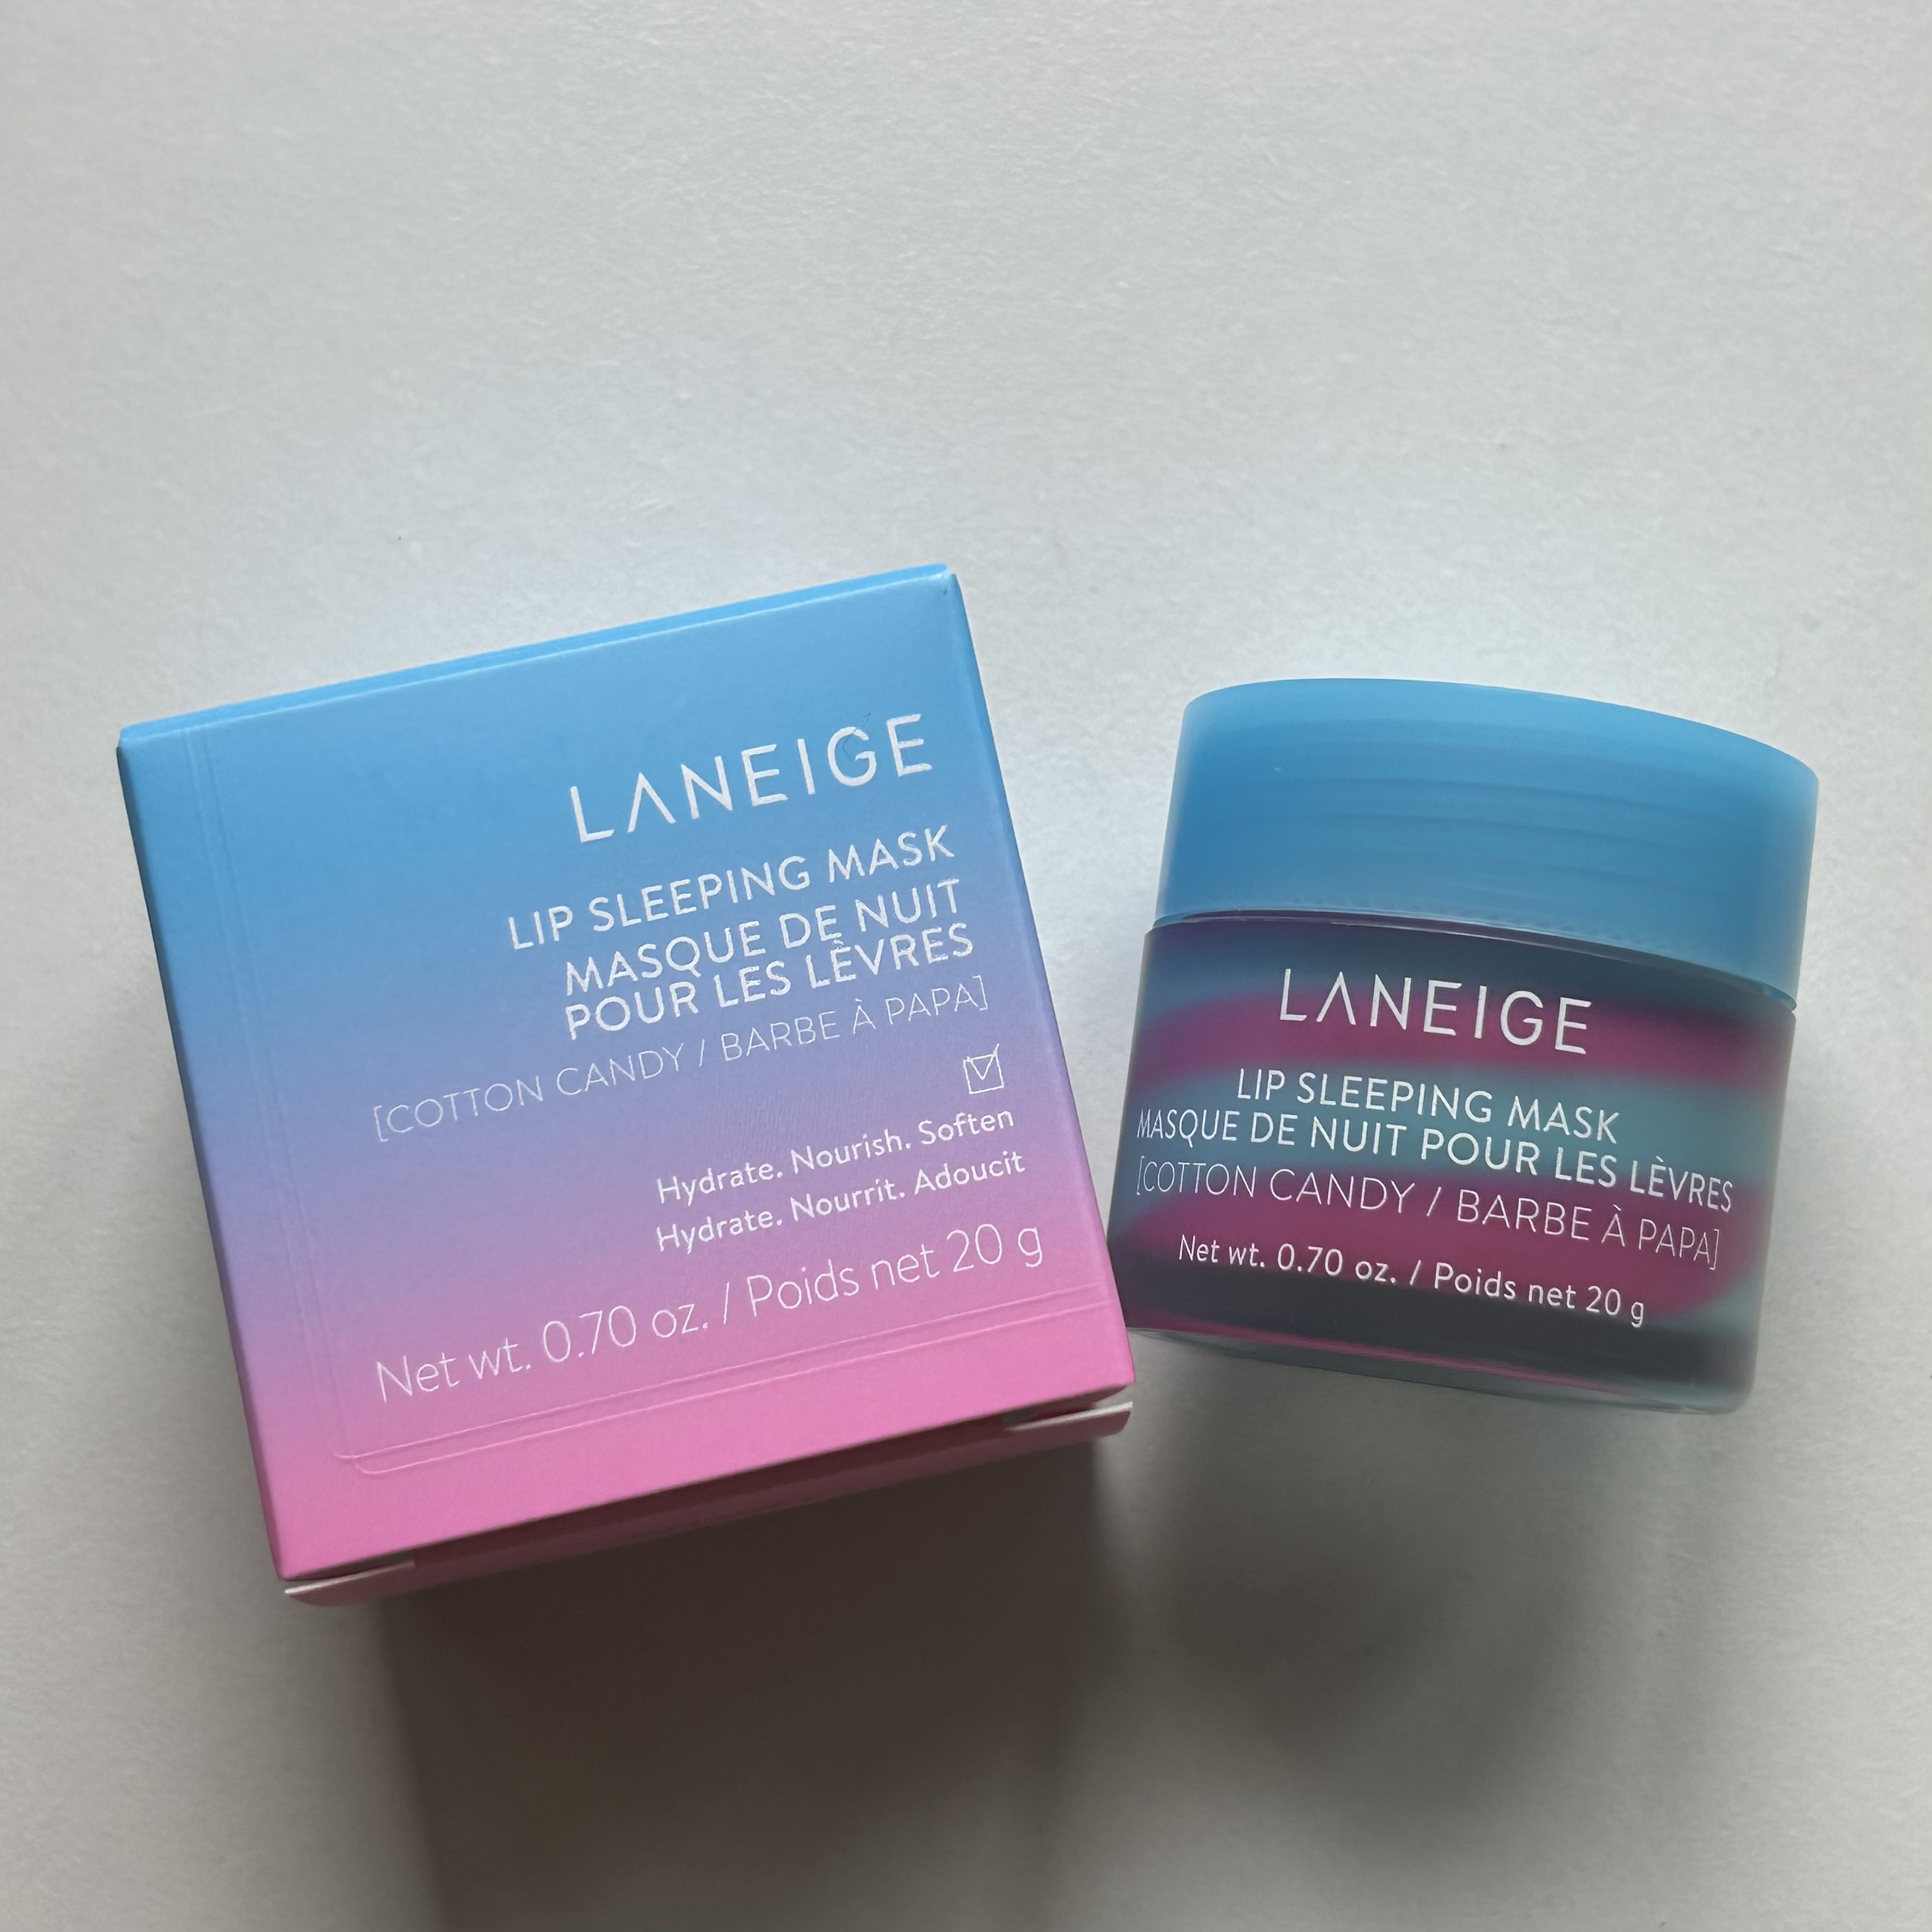 LANEIGE
LIP SLEEPING MASK
MASQUE DE NUIT
POUR LES LÈVRES
[COTTON CANDY / BARBE À PAPA]
Hydrate. Nourish. Soften
Hydrate. Nourrit. Adoucit
Net wt. 0.70 oz. / Poids net 20 g
LANEIGE
LIP SLEEPING MASK
MASQUE DE NUIT POUR LES LÈVRES
[COTTON CANDY / BARBE À PAPA]
Net wt. 0.70 oz. / Poids net 20 g